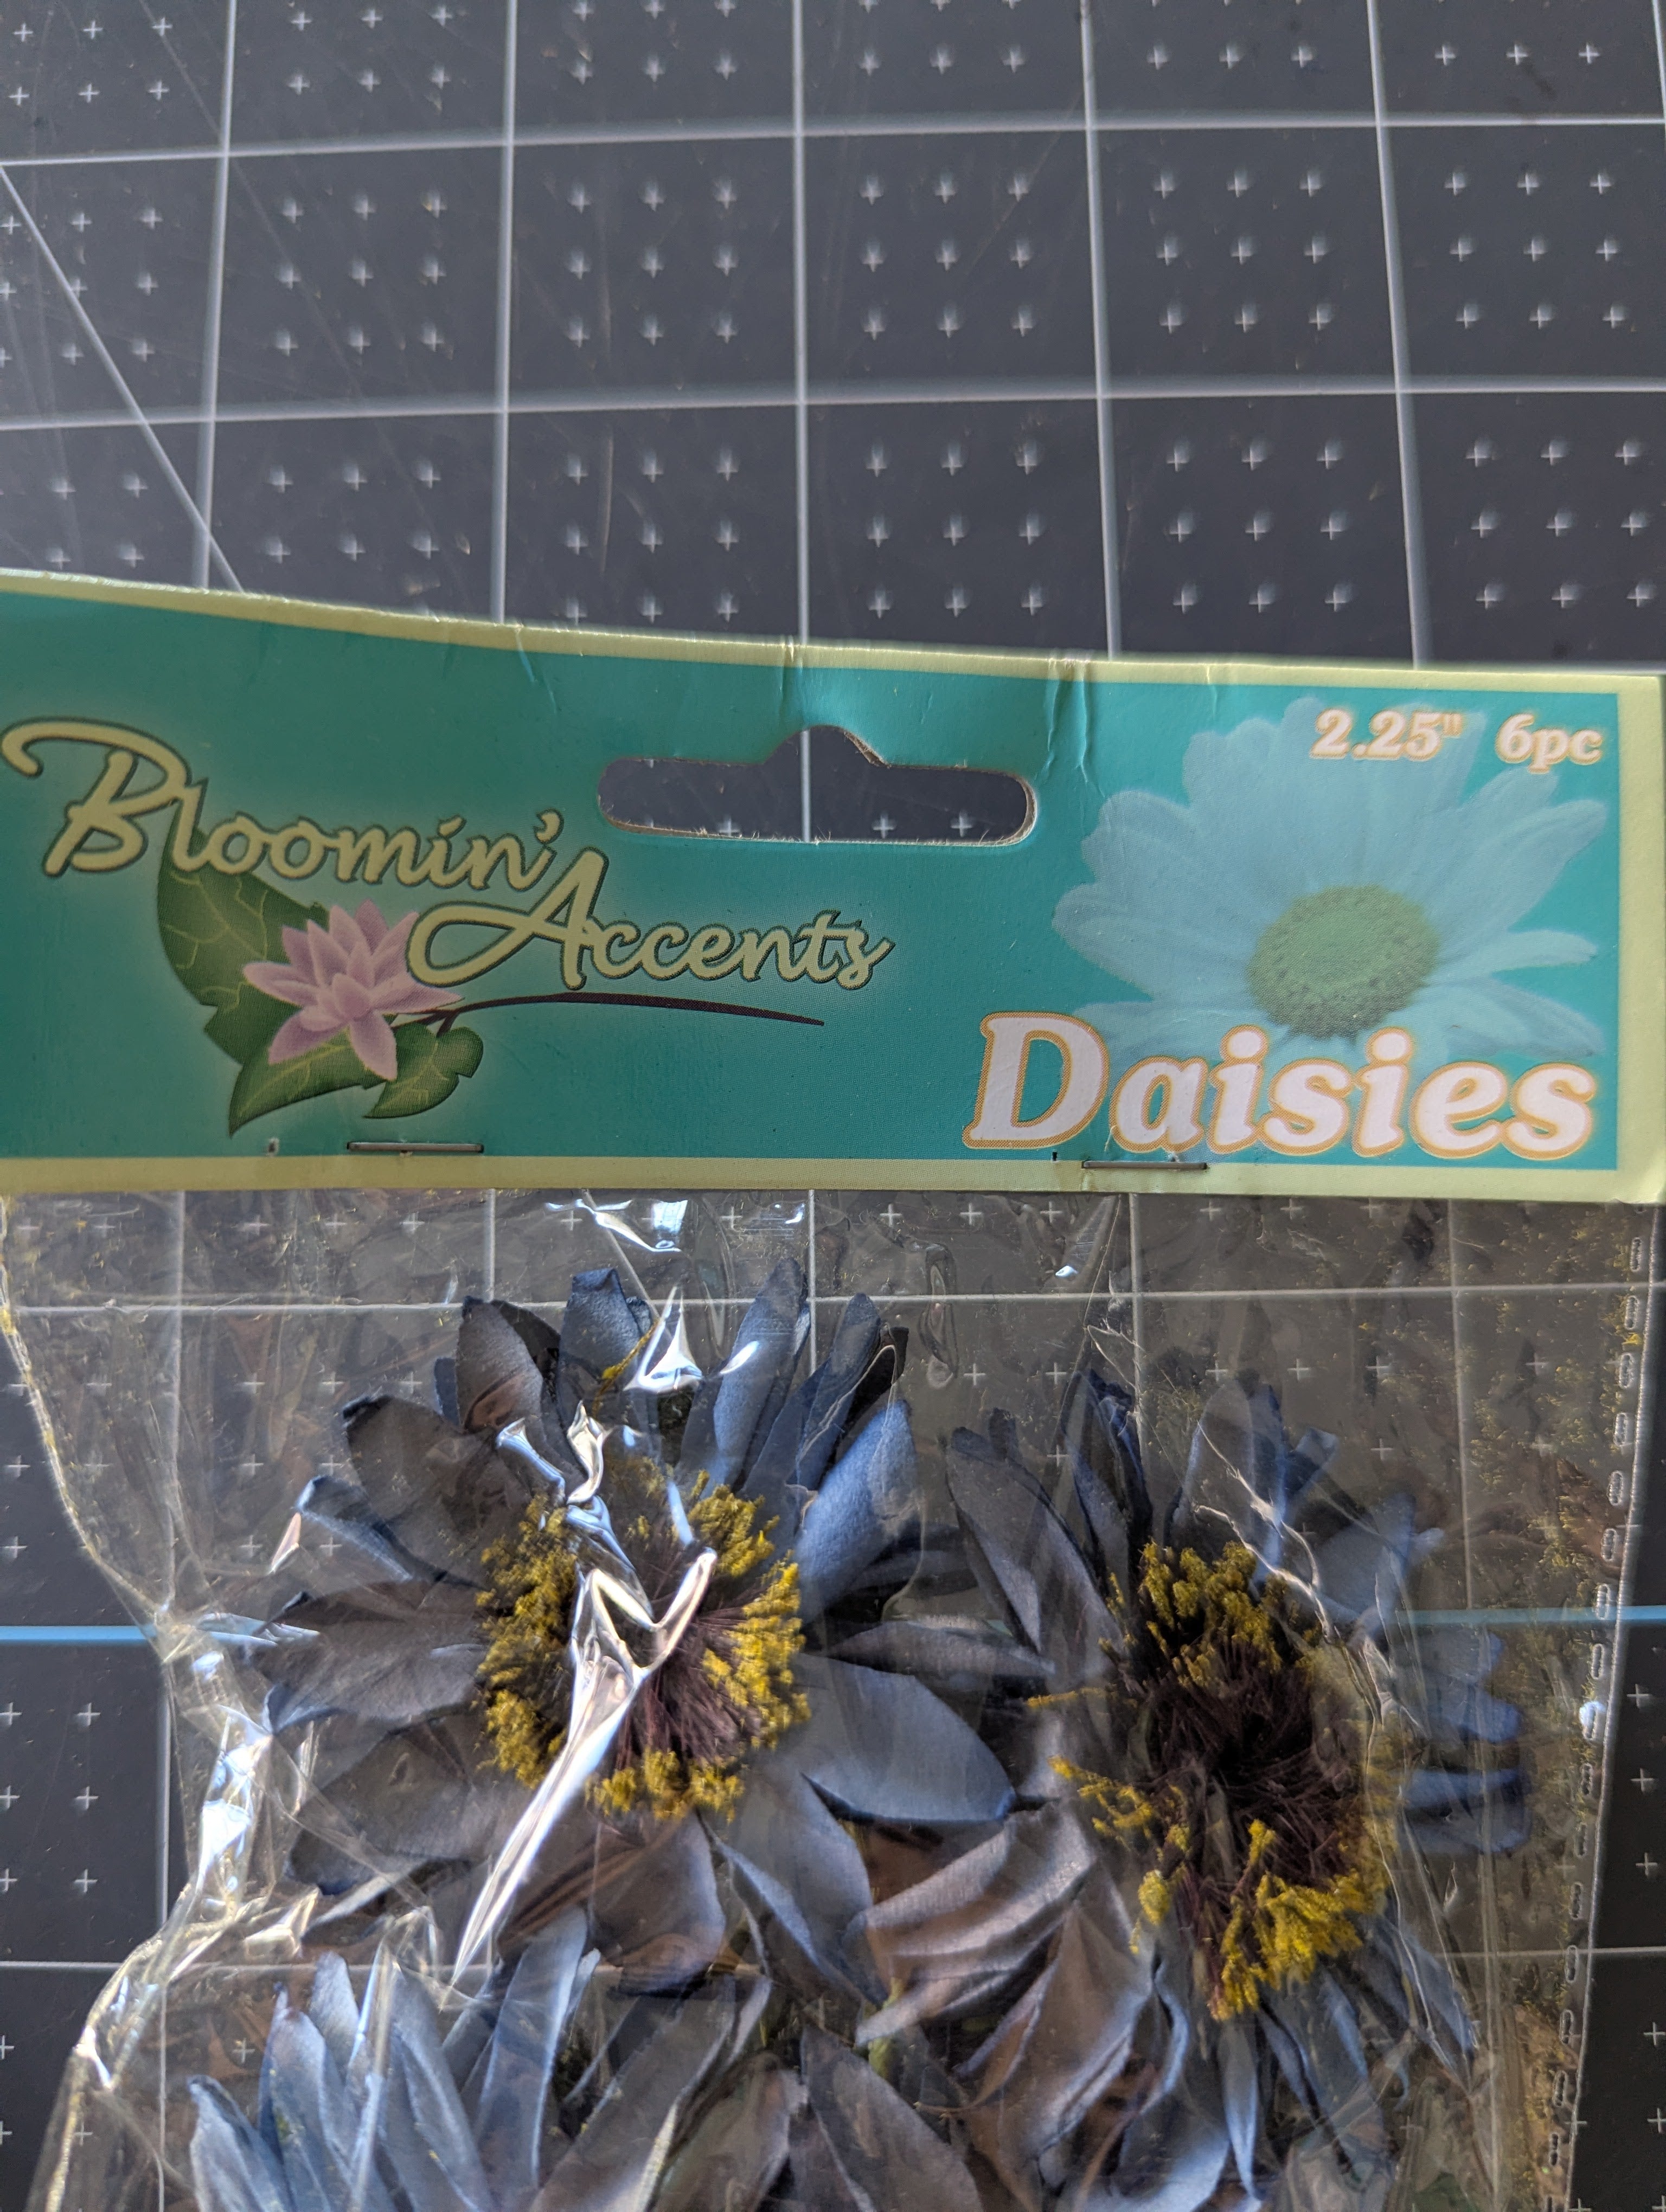 Bloomin'
Accents
2.25" 6pc
Daisies